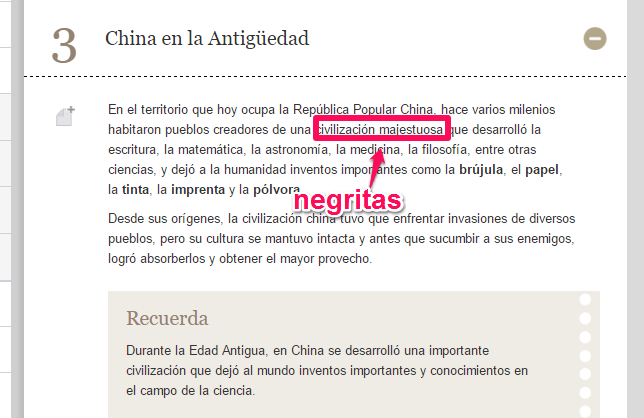 3 China en la Antigüedad
En el territorio que hoy ocupa la República Popular China, hace varios milenios
habitaron pueblos creadores de una civilización majestuosa que desarrolló la
escritura, la matemática, la astronomía, la medicina, la filosofía, entre otras
ciencias, y dejó a la humanidad inventos importantes como la brújula, el papel,
la tinta, la imprenta y la pólvora.
negritas
Desde sus orígenes, la civilización china tuvo que enfrentar invasiones de diversos
pueblos, pero su cultura se mantuvo intacta y antes que sucumbir a sus enemigos,
logró absorberlos y obtener el mayor provecho.
Recuerda
Durante la Edad Antigua, en China se desarrolló una importante
civilización que dejó al mundo inventos importantes y conocimientos en
el campo de la ciencia.